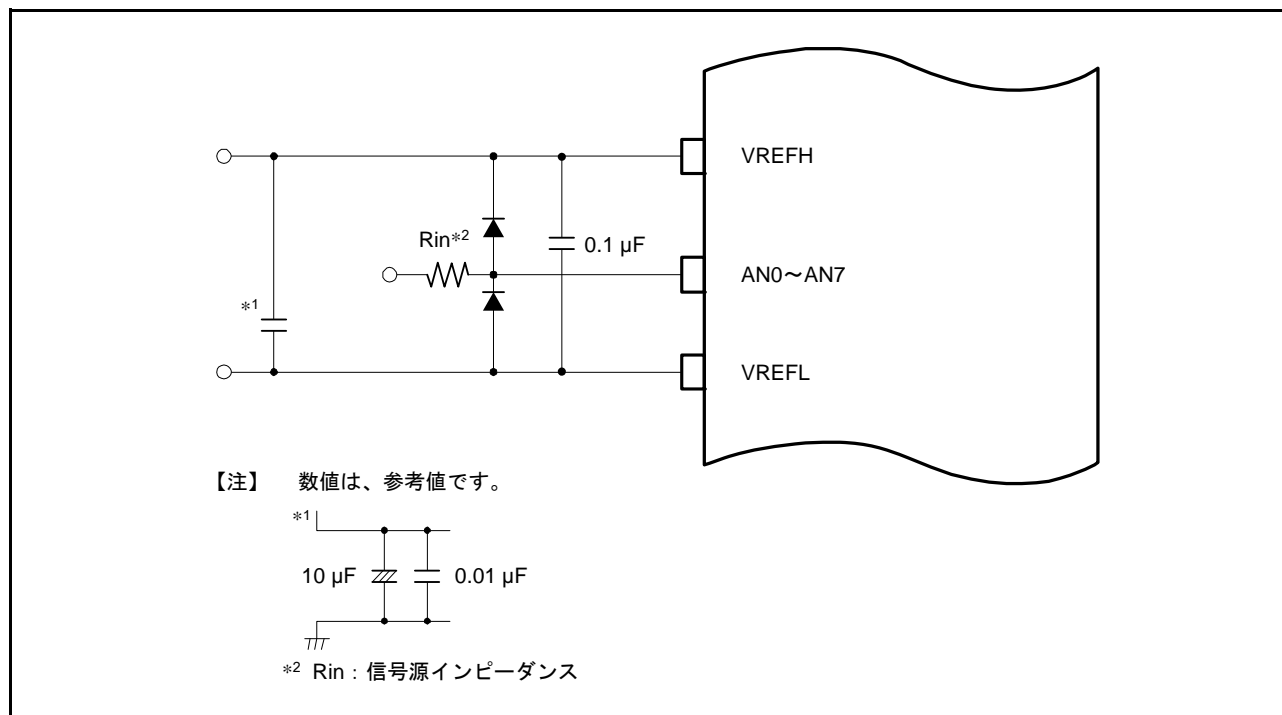 VREFH
Rin*2
0.1 µF
AN0～AN7
*1
VREFL
【注】 数値は、参考値です。
*1
10 µF
0.01 µF
*2 Rin：信号源インピーダンス